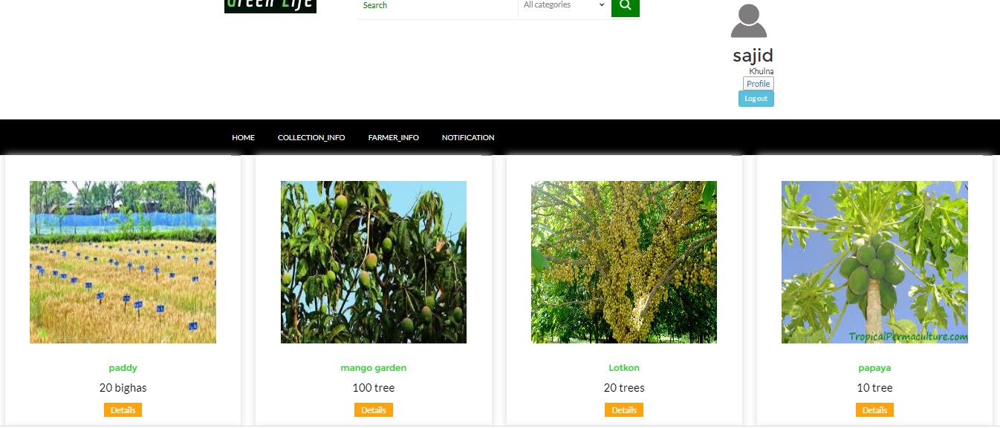 Green Life
Search
All categories
sajid
Khulna
Profile
Log out
HOME
COLLECTION_INFO
FARMER_INFO
NOTIFICATION
TropicalPermaculture.com
paddy
mango garden
Lotkon
papaya
20 bighas
100 tree
20 trees
10 tree
Details
Details
Details
Details